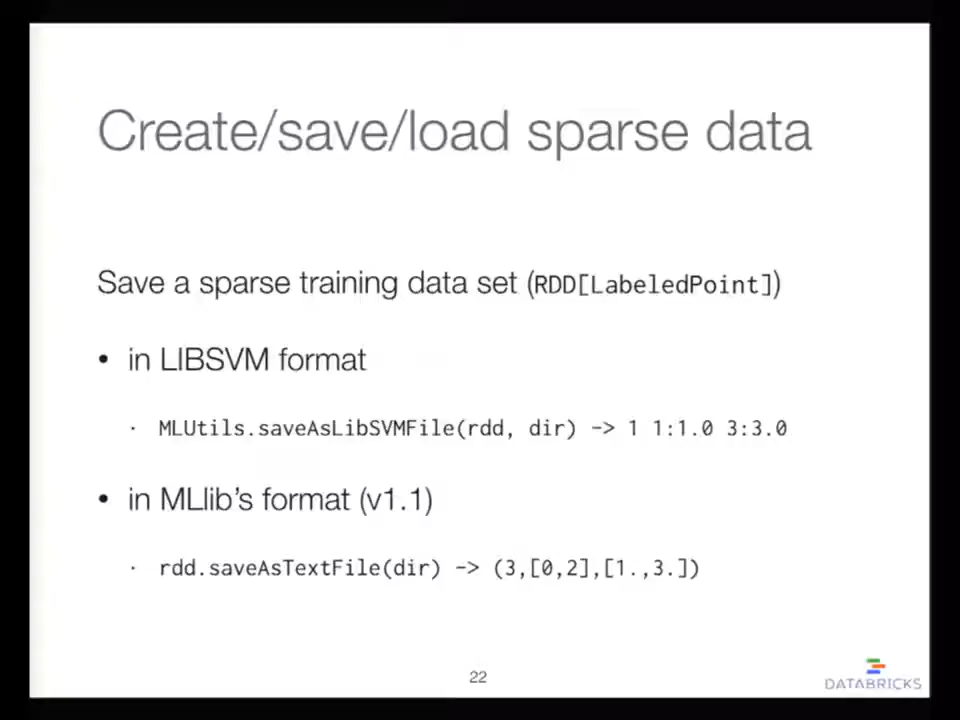 Create/save/load sparse data
Save a sparse training data set (RDD[LabeledPoint])
• in LIBSVM format
· MLUtils.saveAsLibSVMFile(rdd, dir) -> 1 1:1.0 3:3.0
• in MLlib’s format (v1.1)
· rdd.saveAsTextFile(dir) -> (3,[0,2],[1.,3.])
22
DATABRICKS